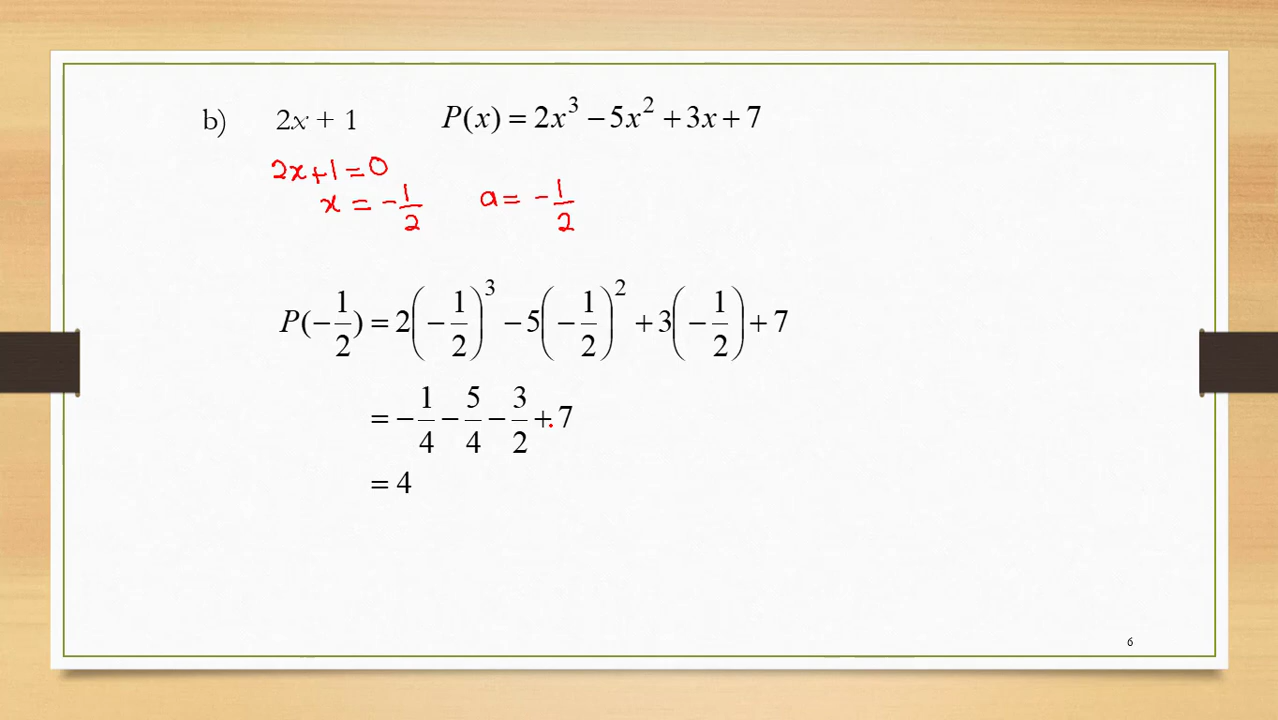 b) 2x + 1 P(x) = 2x³ − 5x² + 3x + 7
2x+1=0
x = -1/2 a = -1/2
P(−1/2) = 2(−1/2)³ − 5(−1/2)² + 3(−1/2) + 7
= −1/4 − 5/4 − 3/2 + 7
= 4
6